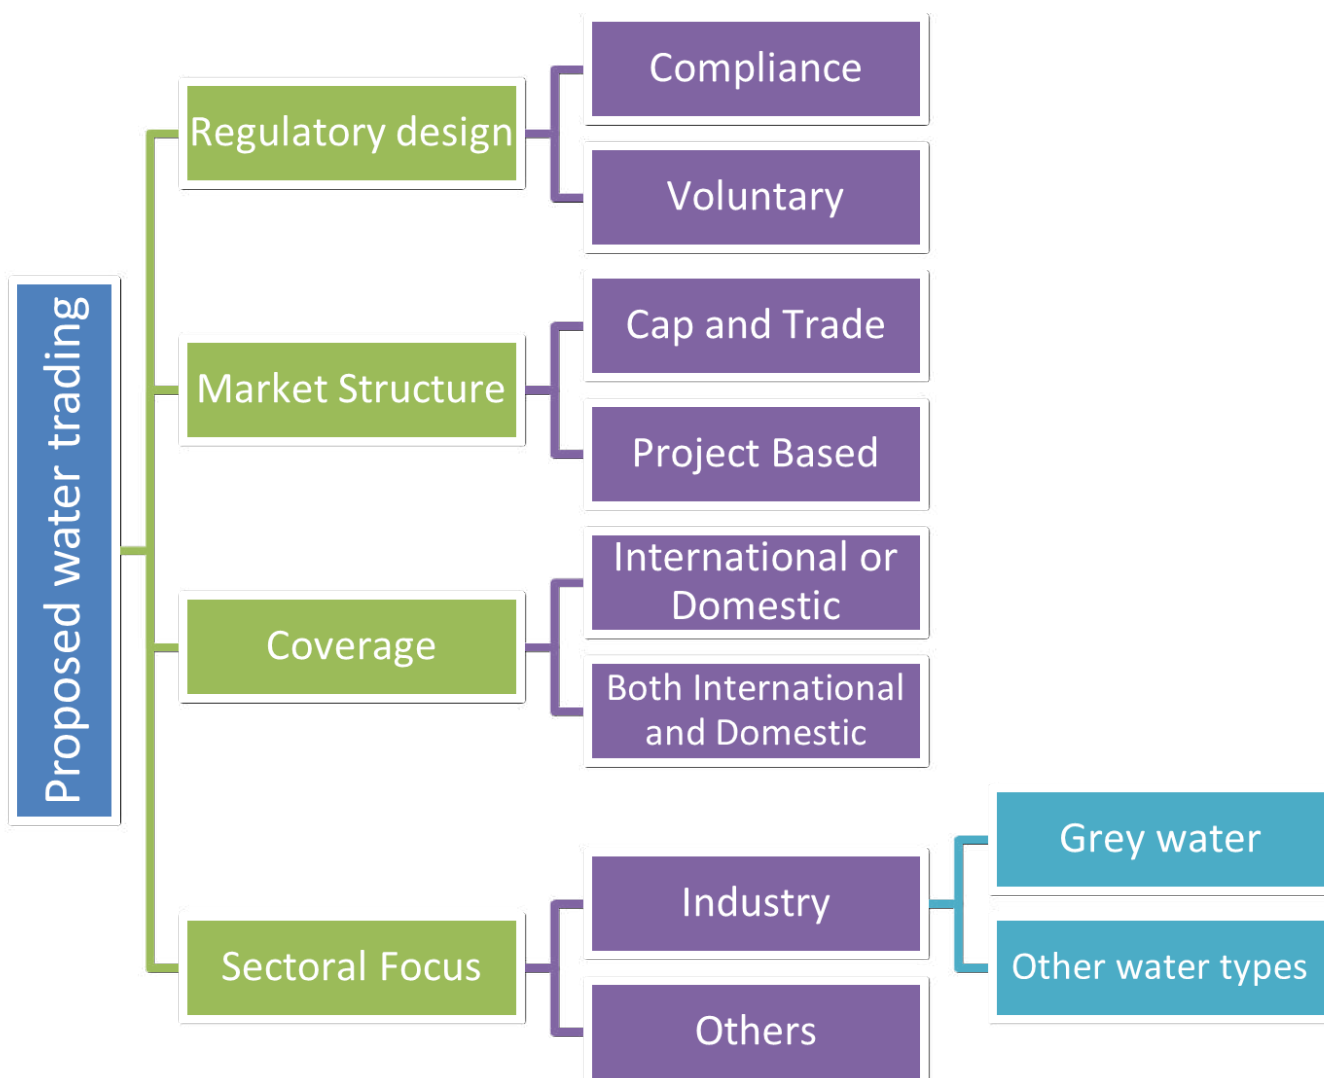 Proposed water trading
Regulatory design
Compliance
Voluntary
Market Structure
Cap and Trade
Project Based
Coverage
International or
Domestic
Both International
and Domestic
Sectoral Focus
Industry
Grey water
Other water types
Others